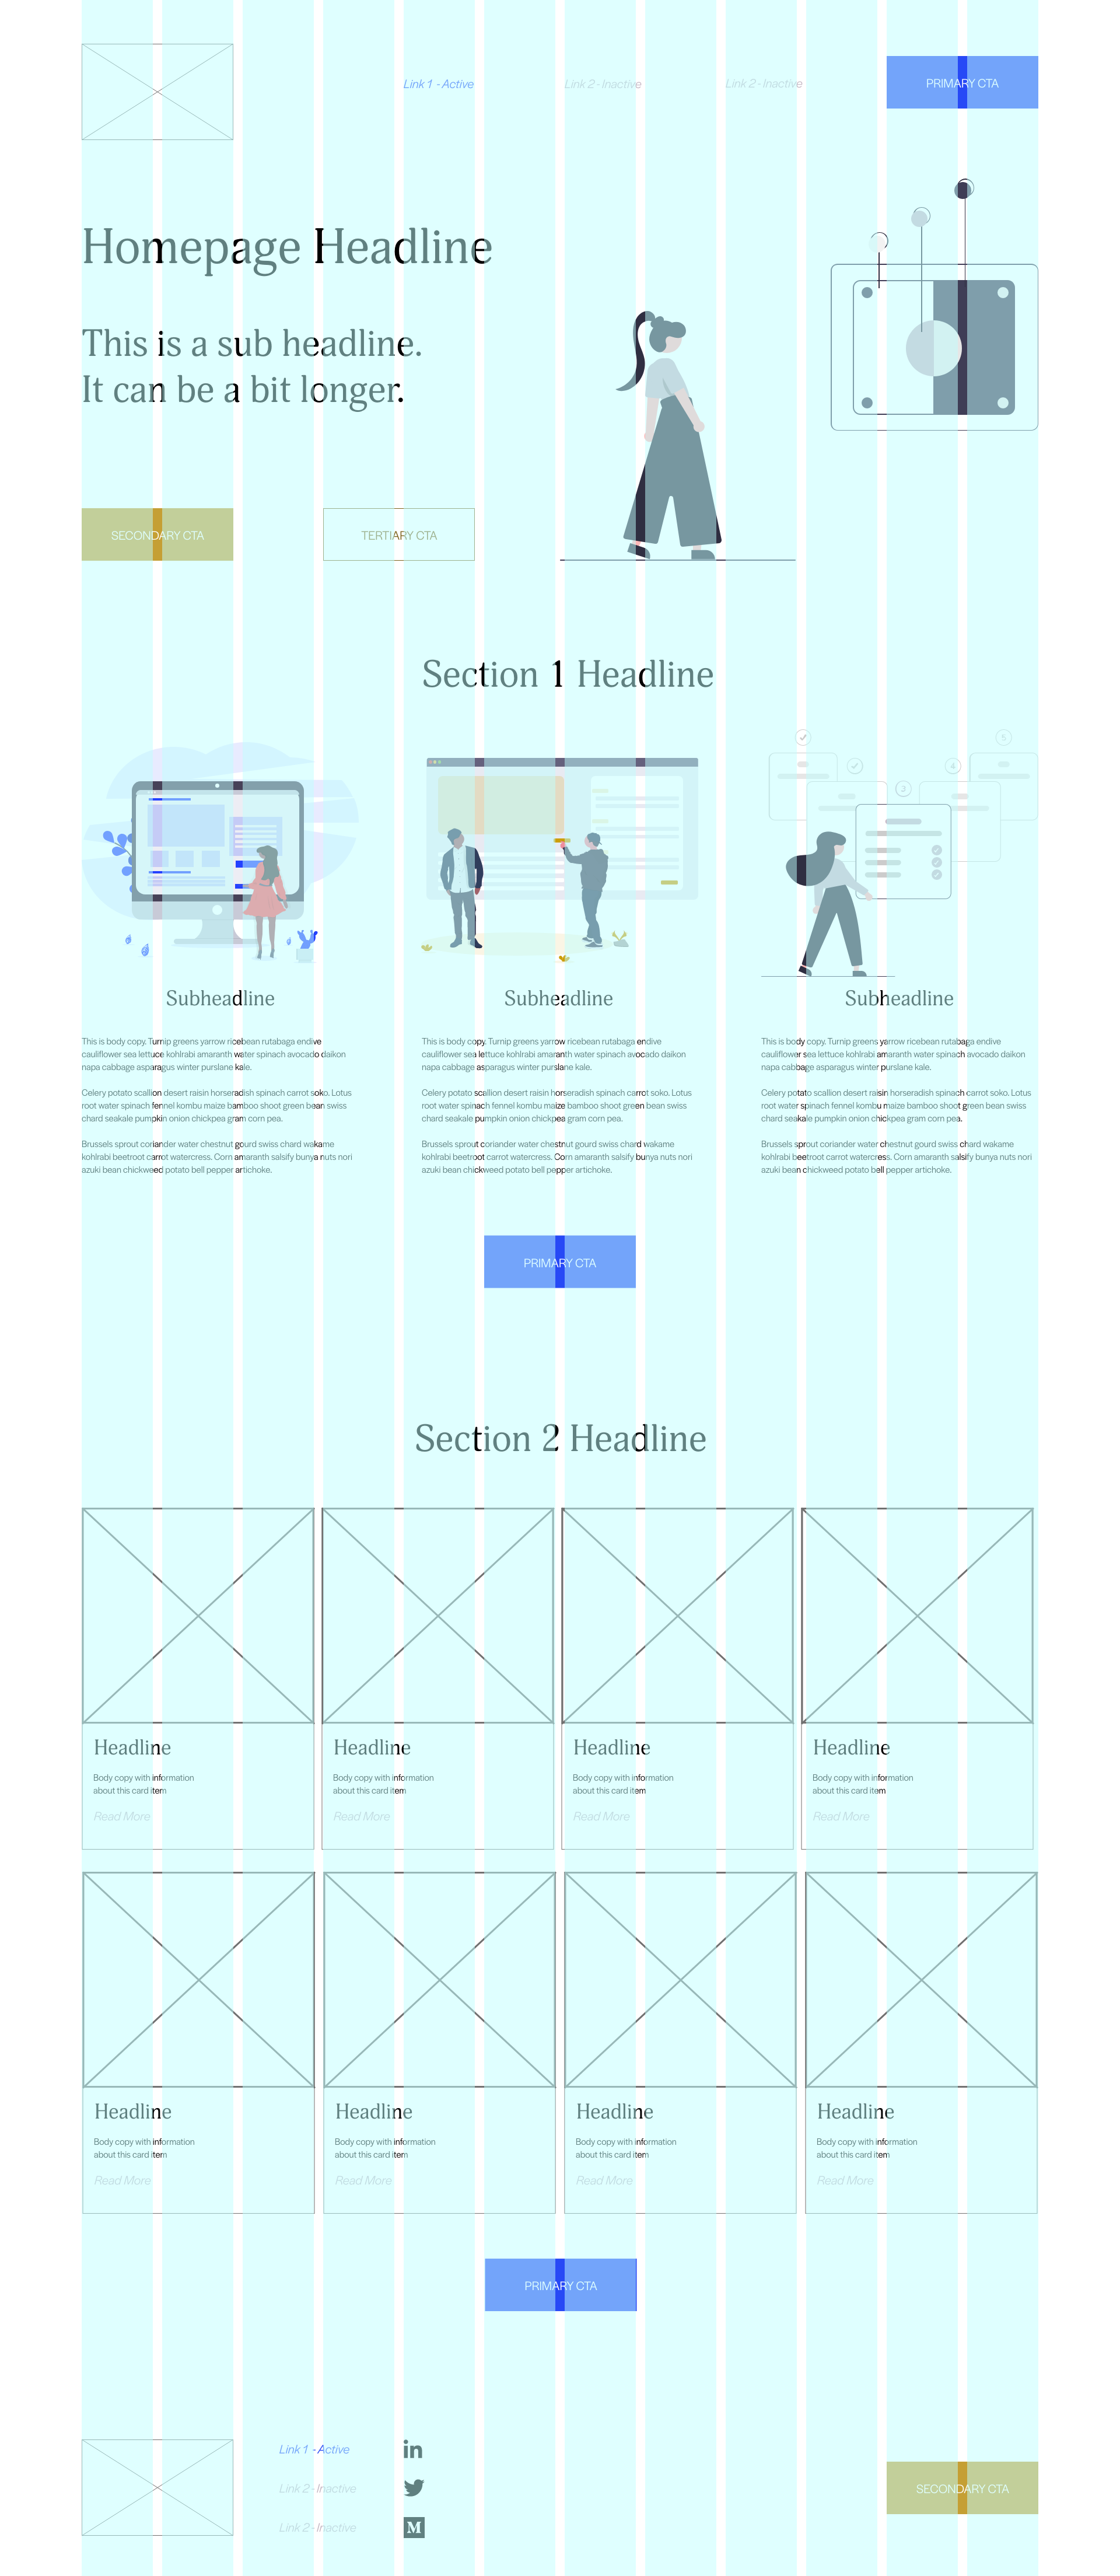 Link 1 - Active
Link 2 - Inactive
Link 2 - Inactive
PRIMARY CTA
Homepage Headline
This is a sub headline.
It can be a bit longer.
SECONDARY CTA
TERTIARY CTA
Section 1 Headline
3
4
5
Subheadline
This is body copy. Turnip greens yarrow ricebean rutabaga endive
cauliflower sea lettuce kohlrabi amaranth water spinach avocado daikon
napa cabbage asparagus winter purslane kale.
Celery potato scallion desert raisin horseradish spinach carrot soko. Lotus
root water spinach fennel kombu maize bamboo shoot green bean swiss
chard seakale pumpkin onion chickpea gram corn pea.
Brussels sprout coriander water chestnut gourd swiss chard wakame
kohlrabi beetroot carrot watercress. Corn amaranth salsify bunya nuts nori
azuki bean chickweed potato bell pepper artichoke.
Subheadline
This is body copy. Turnip greens yarrow ricebean rutabaga endive
cauliflower sea lettuce kohlrabi amaranth water spinach avocado daikon
napa cabbage asparagus winter purslane kale.
Celery potato scallion desert raisin horseradish spinach carrot soko. Lotus
root water spinach fennel kombu maize bamboo shoot green bean swiss
chard seakale pumpkin onion chickpea gram corn pea.
Brussels sprout coriander water chestnut gourd swiss chard wakame
kohlrabi beetroot carrot watercress. Corn amaranth salsify bunya nuts nori
azuki bean chickweed potato bell pepper artichoke.
Subheadline
This is body copy. Turnip greens yarrow ricebean rutabaga endive
cauliflower sea lettuce kohlrabi amaranth water spinach avocado daikon
napa cabbage asparagus winter purslane kale.
Celery potato scallion desert raisin horseradish spinach carrot soko. Lotus
root water spinach fennel kombu maize bamboo shoot green bean swiss
chard seakale pumpkin onion chickpea gram corn pea.
Brussels sprout coriander water chestnut gourd swiss chard wakame
kohlrabi beetroot carrot watercress. Corn amaranth salsify bunya nuts nori
azuki bean chickweed potato bell pepper artichoke.
PRIMARY CTA
Section 2 Headline
Headline
Body copy with information
about this card item
Read More
Headline
Body copy with information
about this card item
Read More
Headline
Body copy with information
about this card item
Read More
Headline
Body copy with information
about this card item
Read More
Headline
Body copy with information
about this card item
Read More
Headline
Body copy with information
about this card item
Read More
Headline
Body copy with information
about this card item
Read More
Headline
Body copy with information
about this card item
Read More
PRIMARY CTA
Link 1 - Active
Link 2 - Inactive
Link 2 - Inactive
in
M
SECONDARY CTA